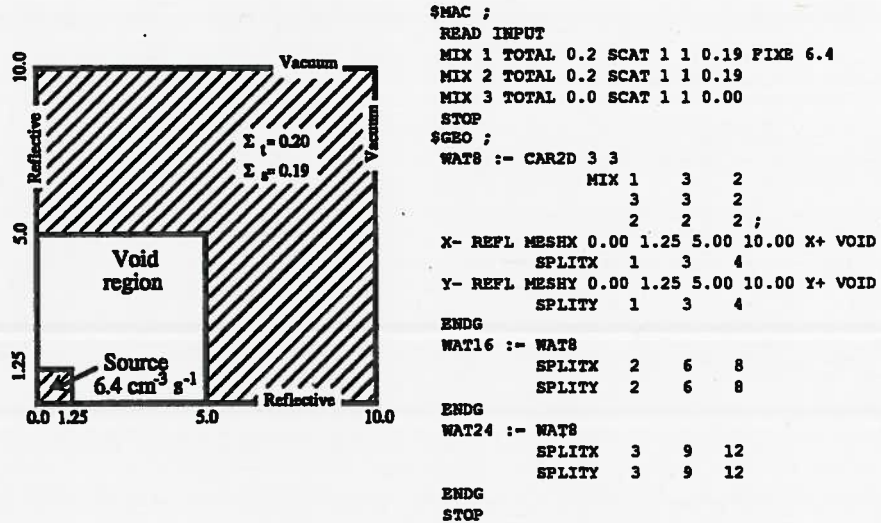 Vacuum
10.0
Reflective
Σ t = 0.20
Σ s = 0.19
Vacuum
5.0
Void
region
1.25
Source
6.4 cm-3 s-1
Reflective
0.0 1.25 5.0 10.0
$MAC ;
READ INPUT
MIX 1 TOTAL 0.2 SCAT 1 1 0.19 FIXE 6.4
MIX 2 TOTAL 0.2 SCAT 1 1 0.19
MIX 3 TOTAL 0.0 SCAT 1 1 0.00
STOP
$GEO ;
WAT8 :- CAR2D 3 3
MIX 1 3 2
3 3 2
2 2 2 ;
X- REFL MESHX 0.00 1.25 5.00 10.00 X+ VOID
SPLITX 1 3 4
Y- REFL MESHY 0.00 1.25 5.00 10.00 Y+ VOID
SPLITY 1 3 4
ENDG
WAT16 :- WAT8
SPLITX 2 6 8
SPLITY 2 6 8
ENDG
WAT24 :- WAT8
SPLITX 3 9 12
SPLITY 3 9 12
ENDG
STOP